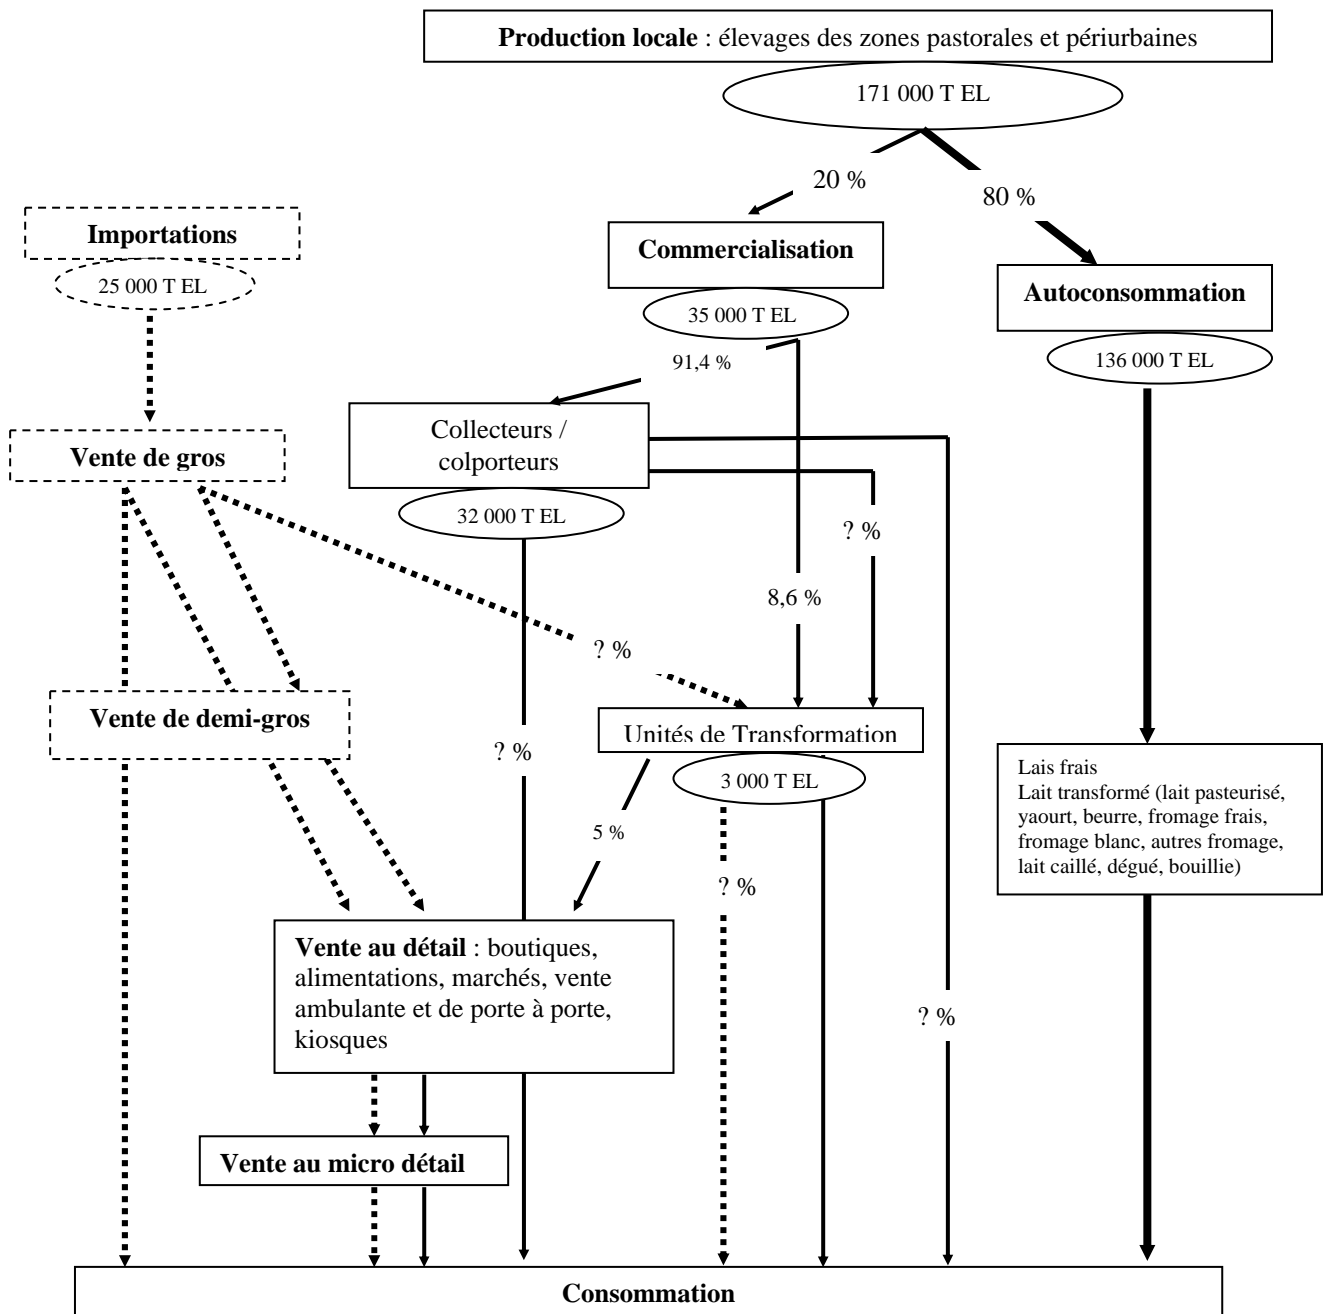 Production locale : élevages des zones pastorales et périurbaines
171 000 T EL
20 %
80 %
Importations
25 000 T EL
Commercialisation
35 000 T EL
Autoconsommation
136 000 T EL
91,4 %
Collecteurs /
colporteurs
32 000 T EL
Vente de gros
? %
8,6 %
? %
Vente de demi-gros
? %
Unités de Transformation
3 000 T EL
Lais frais
Lait transformé (lait pasteurisé,
yaourt, beurre, fromage frais,
fromage blanc, autres fromage,
lait caillé, dégué, bouillie)
5 %
? %
Vente au détail : boutiques,
alimentations, marchés, vente
ambulante et de porte à porte,
kiosques
? %
Vente au micro détail
Consommation